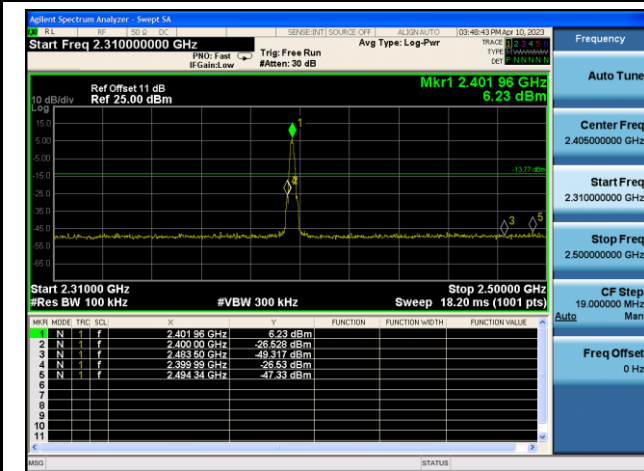 Agilent Spectrum Analyzer - Swept SA
RL RF 50 Ω DC SENSE:INT SOURCE OFF ALIGN AUTO 03:48:43 PM Apr 10, 2023
Start Freq 2.310000000 GHz Avg Type: Log-Pwr TRACE 1 2 3 4 5 6
PNO: Fast Trig: Free Run TYPE
IFGain:Low #Atten: 30 dB DET P N N N N N
Mkr1 2.401 96 GHz
6.23 dBm
Ref Offset 11 dB
10 dB/div Ref 25.00 dBm
Log
15.0
5.00
-5.00
-15.0
-25.0
-35.0
-45.0
-55.0
-65.0
1
-13.77 dBm
3
5
Start 2.31000 GHz Stop 2.50000 GHz
#Res BW 100 kHz #VBW 300 kHz Sweep 18.20 ms (1001 pts)
MKR MODE TRC SCL X Y FUNCTION FUNCTION WIDTH FUNCTION VALUE
1 N 1 f 2.401 96 GHz 6.23 dBm
2 N 1 f 2.400 00 GHz -26.528 dBm
3 N 1 f 2.483 50 GHz -49.317 dBm
4 N 1 f 2.399 99 GHz -26.53 dBm
5 N 1 f 2.494 34 GHz -47.33 dBm
6
7
8
9
10
11
MSG STATUS
Frequency
Auto Tune
Center Freq
2.405000000 GHz
Start Freq
2.310000000 GHz
Stop Freq
2.500000000 GHz
CF Step
19.000000 MHz
Auto Man
Freq Offset
0 Hz